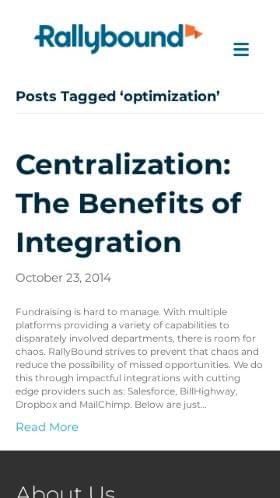 Rallybound
Posts Tagged ‘optimization’
Centralization:
The Benefits of
Integration
October 23, 2014
Fundraising is hard to manage. With multiple
platforms providing a variety of capabilities to
disparately involved departments, there is room for
chaos. RallyBound strives to prevent that chaos and
reduce the possibility of missed opportunities. We do
this through impactful integrations with cutting
edge providers such as: Salesforce, BillHighway,
Dropbox and MailChimp. Below are just...
Read More
About Us